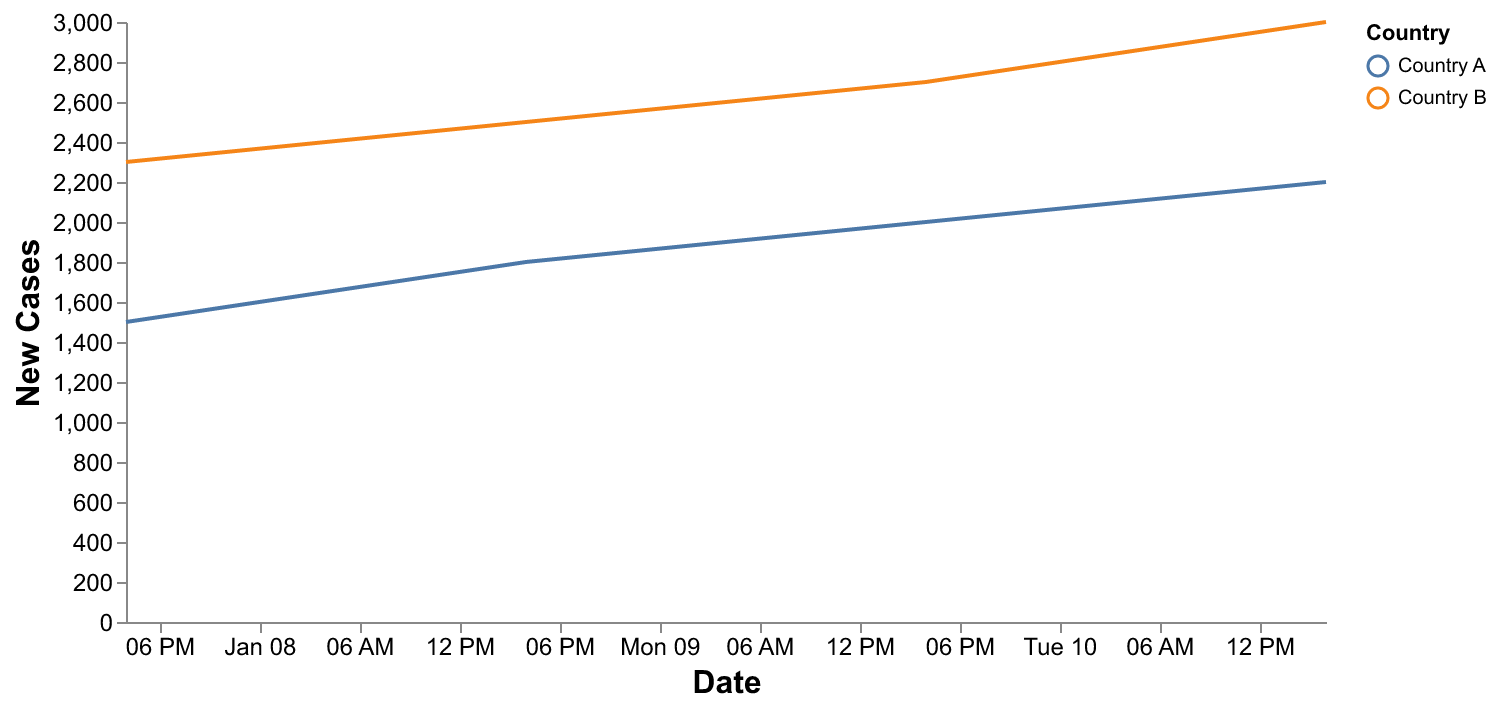 3,000
2,800
2,600
2,400
2,200
2,000
1,800
1,600
1,400
1,200
1,000
800
600
400
200
0
New Cases
06 PM Jan 08 06 AM 12 PM 06 PM Mon 09 06 AM 12 PM 06 PM Tue 10 06 AM 12 PM
Date
Country
Country A
Country B